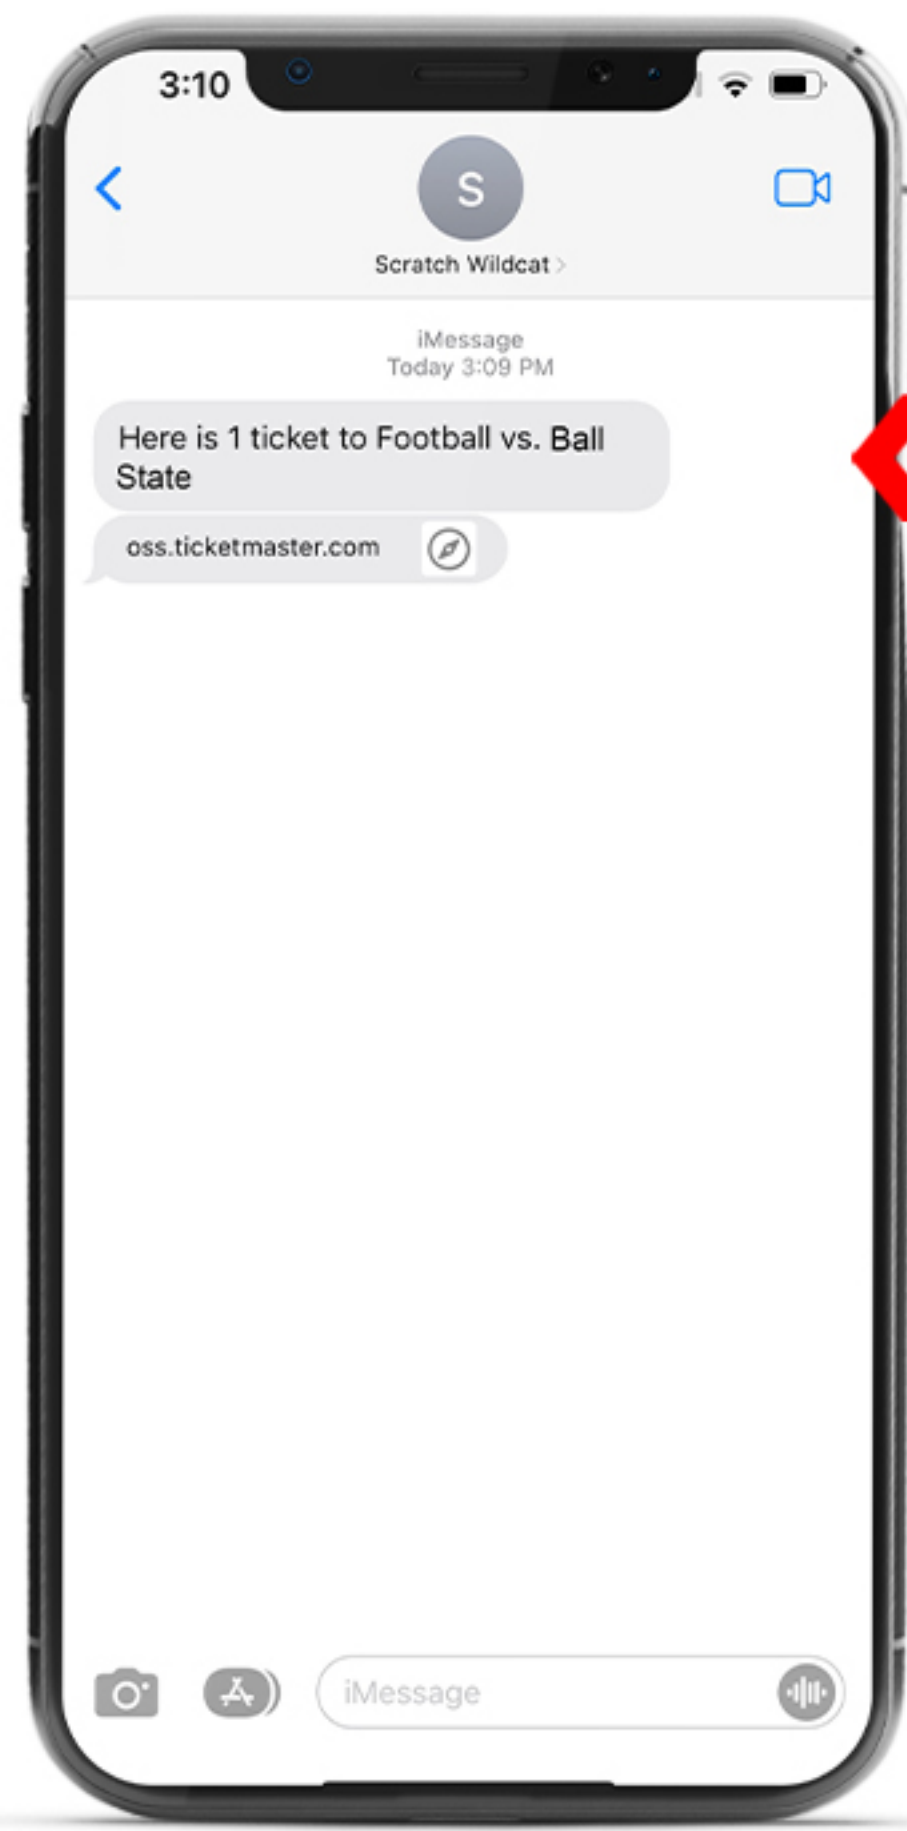 3:10
S
Scratch Wildcat
iMessage
Today 3:09 PM
Here is 1 ticket to Football vs. Ball
State
oss.ticketmaster.com
iMessage